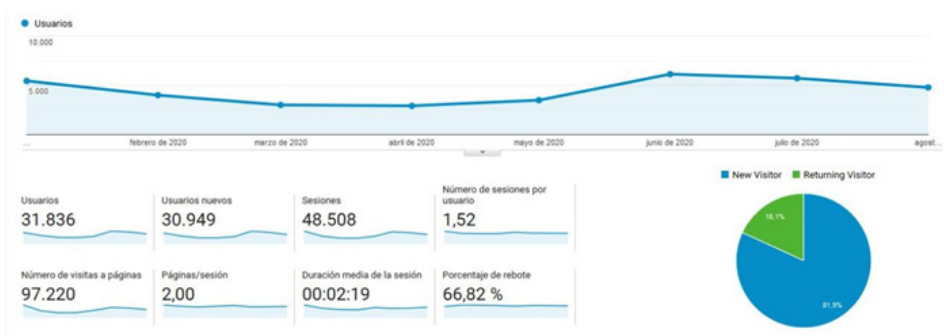 Usuarios
10.000
5.000
...
febrero de 2020
marzo de 2020
abril de 2020
mayo de 2020
junio de 2020
julio de 2020
agost...
New Visitor
Returning Visitor
18,1%
81,9%
Usuarios
31.836
Usuarios nuevos
30.949
Sesiones
48.508
Número de sesiones por
usuario
1,52
Número de visitas a páginas
97.220
Páginas/sesión
2,00
Duración media de la sesión
00:02:19
Porcentaje de rebote
66,82 %